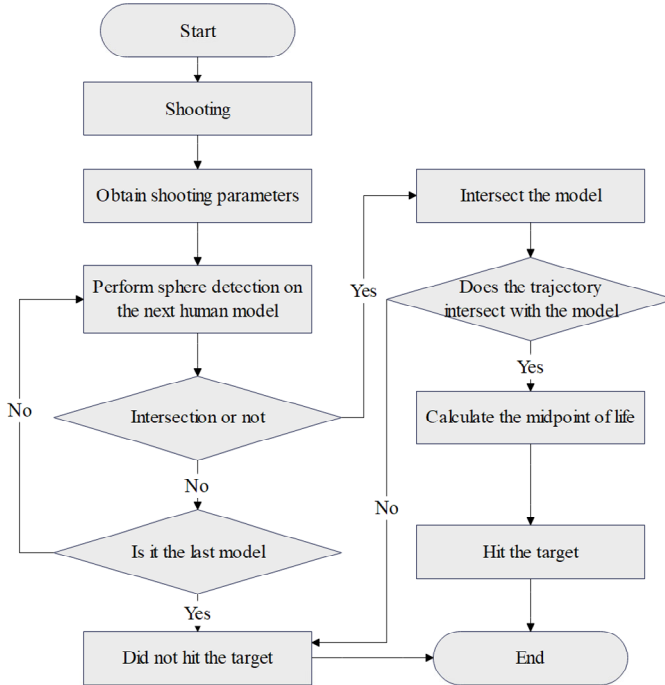 Start
Shooting
Obtain shooting parameters
Perform sphere detection on
the next human model
Intersection or not
Is it the last model
Did not hit the target
Yes
No
No
Yes
Intersect the model
Does the trajectory
intersect with the model
Yes
No
Calculate the midpoint of life
Hit the target
End